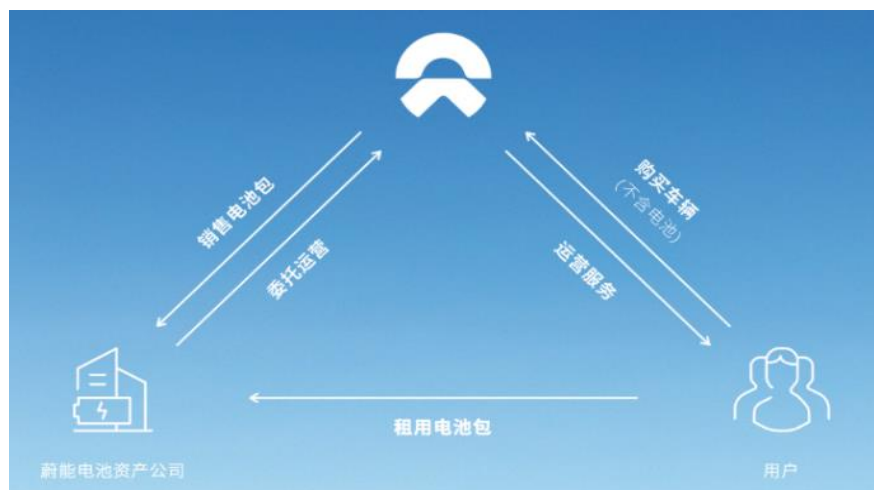 销售电池包
委托运营
购买车辆
(不含电池)
运营服务
租用电池包
蔚能电池资产公司
用户